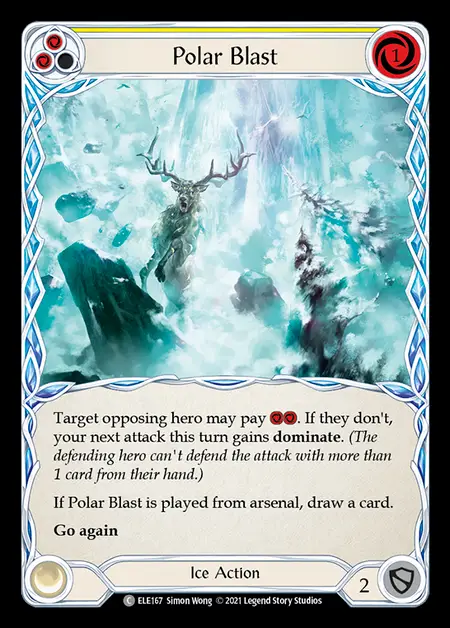 Polar Blast
1
Target opposing hero may pay. If they don't,
your next attack this turn gains dominate. (The
defending hero can't defend the attack with more than
1 card from their hand.)
If Polar Blast is played from arsenal, draw a card.
Go again
Ice Action
2
C ELE167 Simon Wong © 2021 Legend Story Studios